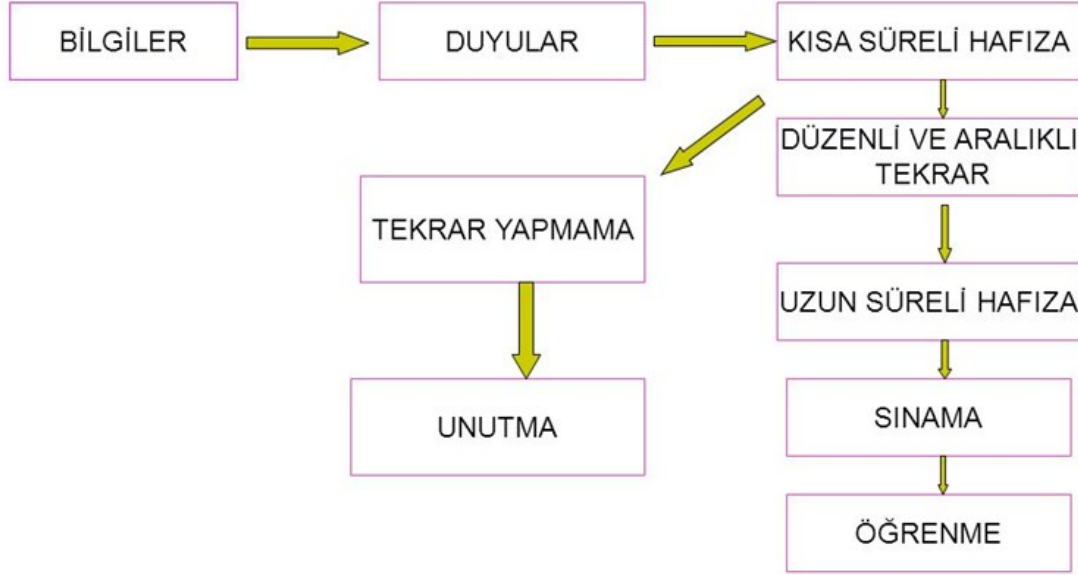 BİLGİLER
DUYULAR
KISA SÜRELİ HAFIZA
DÜZENLİ VE ARALIKLI
TEKRAR
TEKRAR YAPMAMA
UZUN SÜRELİ HAFIZA
UNUTMA
SINAMA
ÖĞRENME